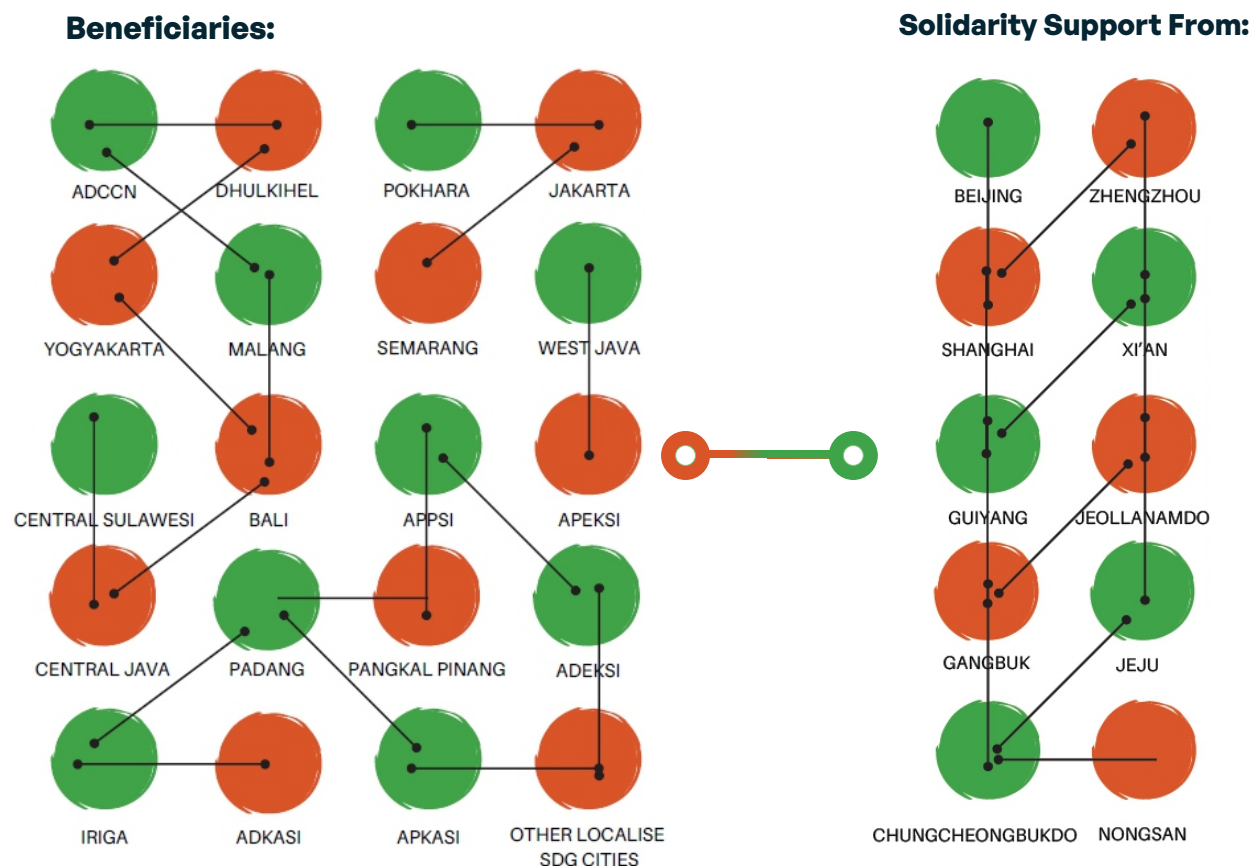 Beneficiaries:
Solidarity Support From:
ADCCN
DHULKIHEL
POKHARA
JAKARTA
YOGYAKARTA
MALANG
SEMARANG
WEST JAVA
CENTRAL SULAWESI
BALI
APPSI
APEKSI
CENTRAL JAVA
PADANG
PANGKAL PINANG
ADEKSI
IRIGA
ADKASI
APKASI
OTHER LOCALISE
SDG CITIES
BEIJING
ZHENGZHOU
SHANGHAI
XI'AN
GUIYANG
JEOLLANAMDO
GANGBUK
JEJU
CHUNGCHEONGBUKDO
NONGSAN